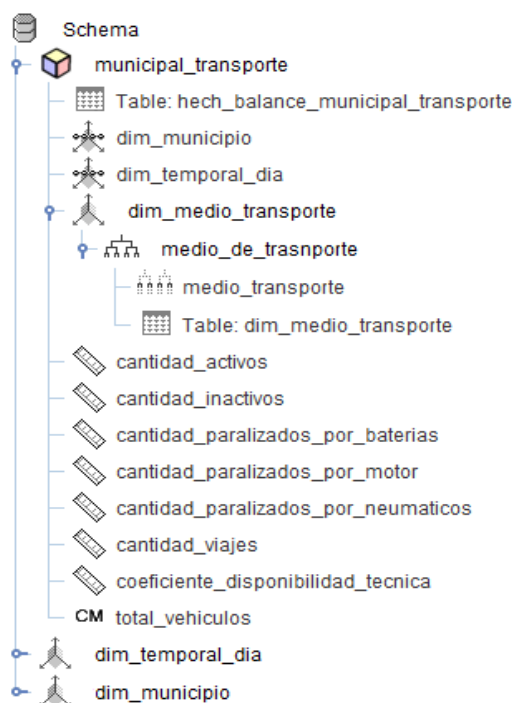 Schema
municipal_transporte
Table: hech_balance_municipal_transporte
dim_municipio
dim_temporal_dia
dim_medio_transporte
medio_de_trasnporte
medio_transporte
Table: dim_medio_transporte
cantidad_activos
cantidad_inactivos
cantidad_paralizados_por_baterias
cantidad_paralizados_por_motor
cantidad_paralizados_por_neumaticos
cantidad_viajes
coeficiente_disponibilidad_tecnica
CM total_vehiculos
dim_temporal_dia
dim_municipio